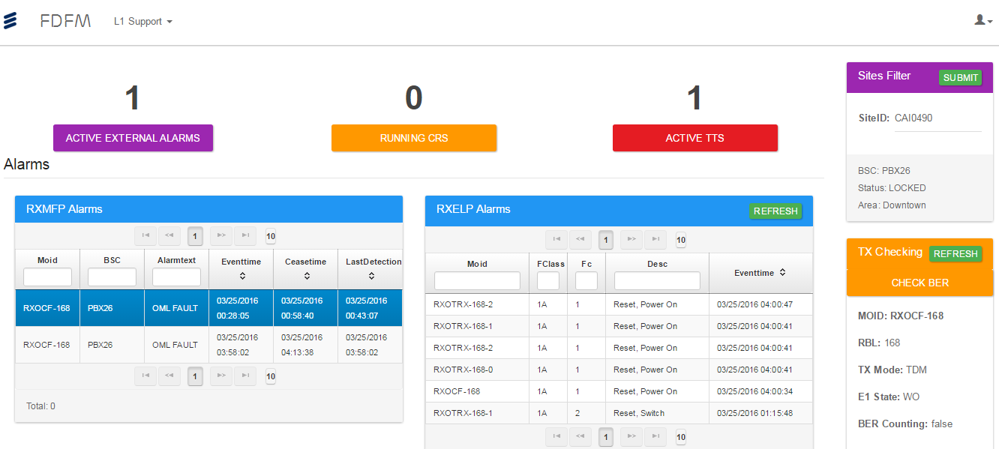 FDFM L1 Support
1 0 1
ACTIVE EXTERNAL ALARMS RUNNING CRS ACTIVE TTS
Alarms
RXMFP Alarms
1 10
Moid BSC Alarmtext Eventtime Ceasetime LastDetection
RXOCF-168 PBX26 OML FAULT 03/25/2016 00:28:05 03/25/2016 00:58:40 03/25/2016 00:43:07
RXOCF-168 PBX26 OML FAULT 03/25/2016 03:58:02 03/25/2016 04:13:38 03/25/2016 03:58:02
1 10
Total: 0
RXELP Alarms REFRESH
1 10
Moid FClass Fc Desc Eventtime
RXOTRX-168-2 1A 1 Reset, Power On 03/25/2016 04:00:47
RXOTRX-168-1 1A 1 Reset, Power On 03/25/2016 04:00:41
RXOTRX-168-2 1A 1 Reset, Power On 03/25/2016 04:00:41
RXOTRX-168-0 1A 1 Reset, Power On 03/25/2016 04:00:41
RXOCF-168 1A 1 Reset, Power On 03/25/2016 04:00:34
RXOTRX-168-1 1A 2 Reset, Switch 03/25/2016 01:15:48
1 10
Sites Filter SUBMIT
SiteID: CAI0490
BSC: PBX26
Status: LOCKED
Area: Downtown
TX Checking REFRESH
CHECK BER
MOID: RXOCF-168
RBL: 168
TX Mode: TDM
E1 State: WO
BER Counting: false